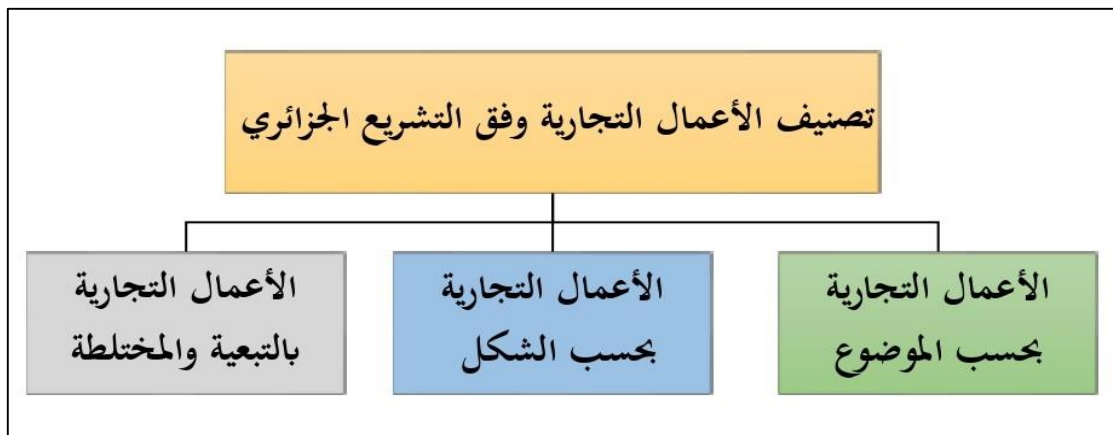 تصنيف الأعمال التجارية وفق التشريع الجزائري
الأعمال التجارية
بحسب الموضوع
الأعمال التجارية
بحسب الشكل
الأعمال التجارية
بالتبعية والمختلطة